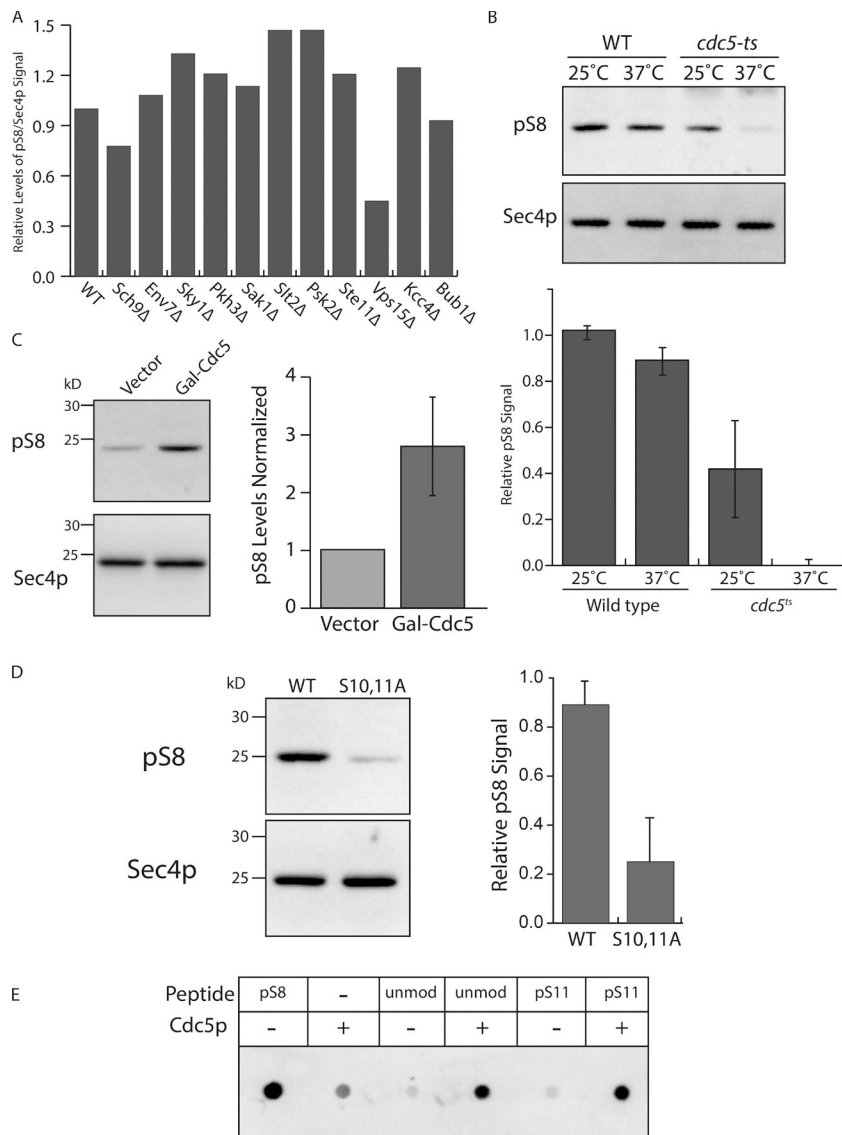 A
Relative Levels of pS8/Sec4p Signal
1.5
1.2
0.9
0.6
0.3
0.0
WT Sch9Δ Env7Δ Sky1Δ Pkh3Δ Sak1Δ Slt2Δ Psk2Δ Ste11Δ Vps15Δ Kcc4Δ Bub1Δ
B
WT cdc5-ts
25˚C 37˚C 25˚C 37˚C
pS8
Sec4p
Relative pS8 Signal
1.0
0.8
0.6
0.4
0.2
0.0
25˚C 37˚C 25˚C 37˚C
Wild type cdc5ts
C
kD Vector Gal-Cdc5
30
25
pS8
30
25
Sec4p
pS8 Levels Normalized
4
3
2
1
0
Vector Gal-Cdc5
D
kD WT S10,11A
30
25
pS8
30
25
Sec4p
Relative pS8 Signal
1.0
0.8
0.6
0.4
0.2
0.0
WT S10,11A
E
Peptide pS8 – unmod unmod pS11 pS11
Cdc5p – + – + – +